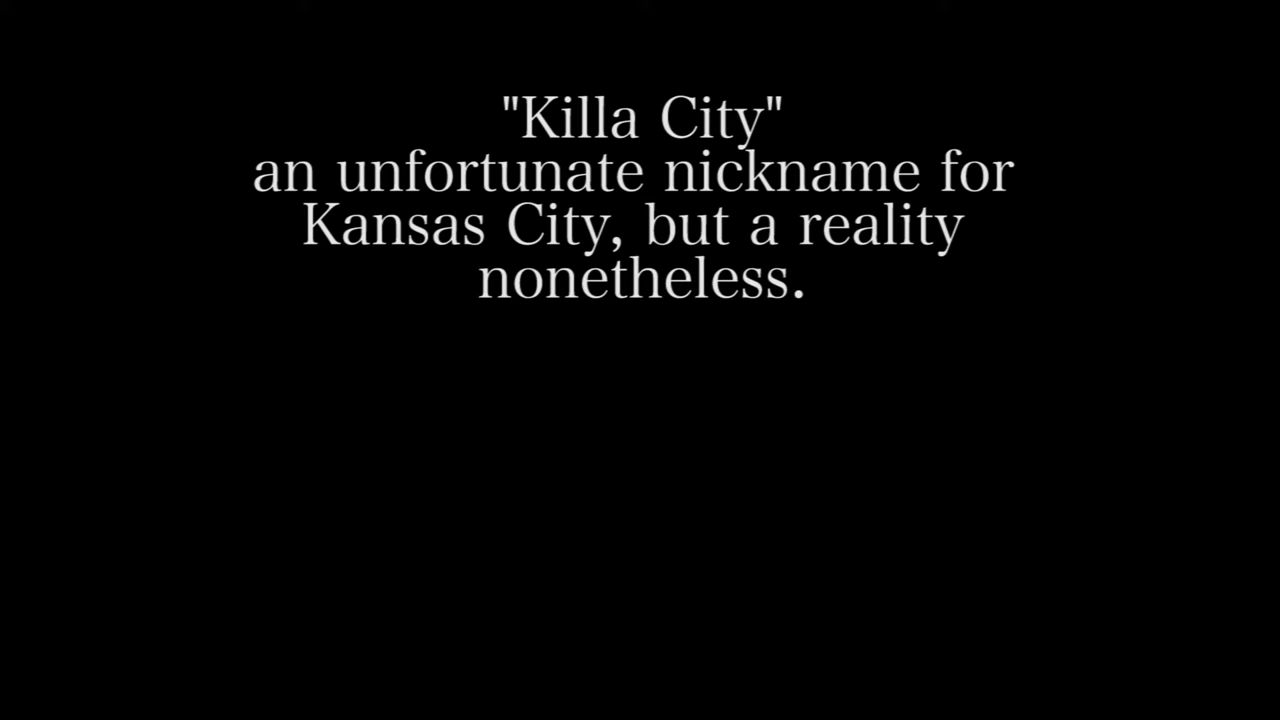 "Killa City"
an unfortunate nickname for
Kansas City, but a reality
nonetheless.